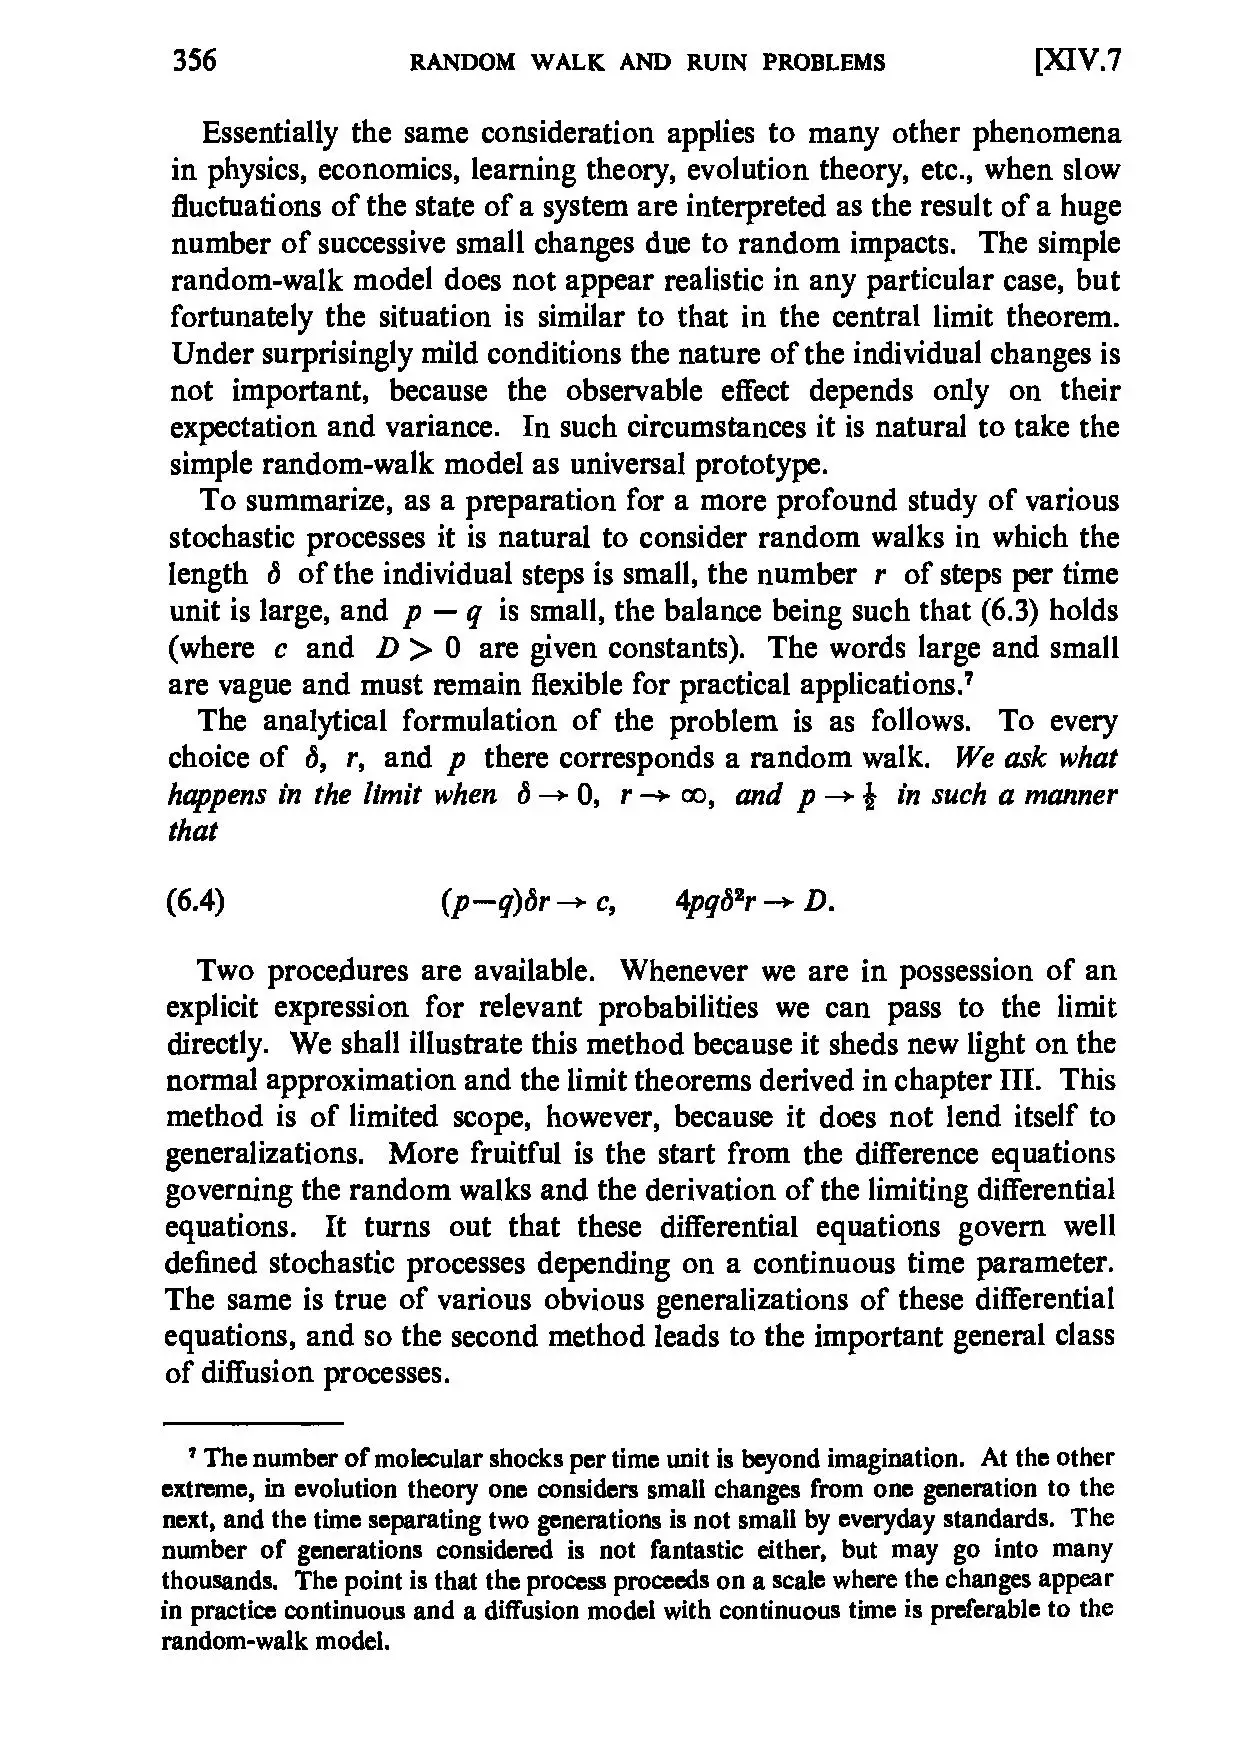 356 RANDOM WALK AND RUIN PROBLEMS [XIV.7
Essentially the same consideration applies to many other phenomena
in physics, economics, learning theory, evolution theory, etc., when slow
fluctuations of the state of a system are interpreted as the result of a huge
number of successive small changes due to random impacts. The simple
random-walk model does not appear realistic in any particular case, but
fortunately the situation is similar to that in the central limit theorem.
Under surprisingly mild conditions the nature of the individual changes is
not important, because the observable effect depends only on their
expectation and variance. In such circumstances it is natural to take the
simple random-walk model as universal prototype.
To summarize, as a preparation for a more profound study of various
stochastic processes it is natural to consider random walks in which the
length δ of the individual steps is small, the number r of steps per time
unit is large, and p − q is small, the balance being such that (6.3) holds
(where c and D > 0 are given constants). The words large and small
are vague and must remain flexible for practical applications.⁷
The analytical formulation of the problem is as follows. To every
choice of δ, r, and p there corresponds a random walk. We ask what
happens in the limit when δ → 0, r → ∞, and p → ½ in such a manner
that
(6.4) (p−q)δr → c, 4pqδ²r → D.
Two procedures are available. Whenever we are in possession of an
explicit expression for relevant probabilities we can pass to the limit
directly. We shall illustrate this method because it sheds new light on the
normal approximation and the limit theorems derived in chapter III. This
method is of limited scope, however, because it does not lend itself to
generalizations. More fruitful is the start from the difference equations
governing the random walks and the derivation of the limiting differential
equations. It turns out that these differential equations govern well
defined stochastic processes depending on a continuous time parameter.
The same is true of various obvious generalizations of these differential
equations, and so the second method leads to the important general class
of diffusion processes.
⁷ The number of molecular shocks per time unit is beyond imagination. At the other
extreme, in evolution theory one considers small changes from one generation to the
next, and the time separating two generations is not small by everyday standards. The
number of generations considered is not fantastic either, but may go into many
thousands. The point is that the process proceeds on a scale where the changes appear
in practice continuous and a diffusion model with continuous time is preferable to the
random-walk model.